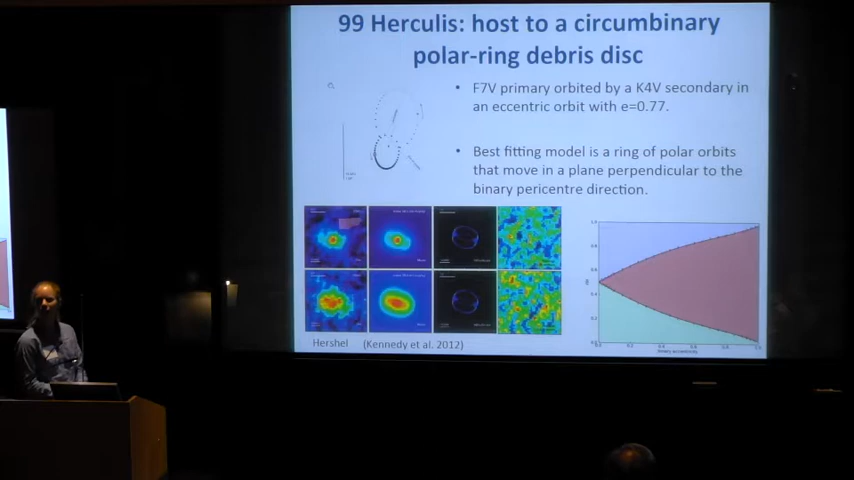 99 Herculis: host to a circumbinary
polar-ring debris disc
• F7V primary orbited by a K4V secondary in
an eccentric orbit with e=0.77.
• Best fitting model is a ring of polar orbits
that move in a plane perpendicular to the
binary pericentre direction.
Hershel (Kennedy et al. 2012)
binary eccentricity